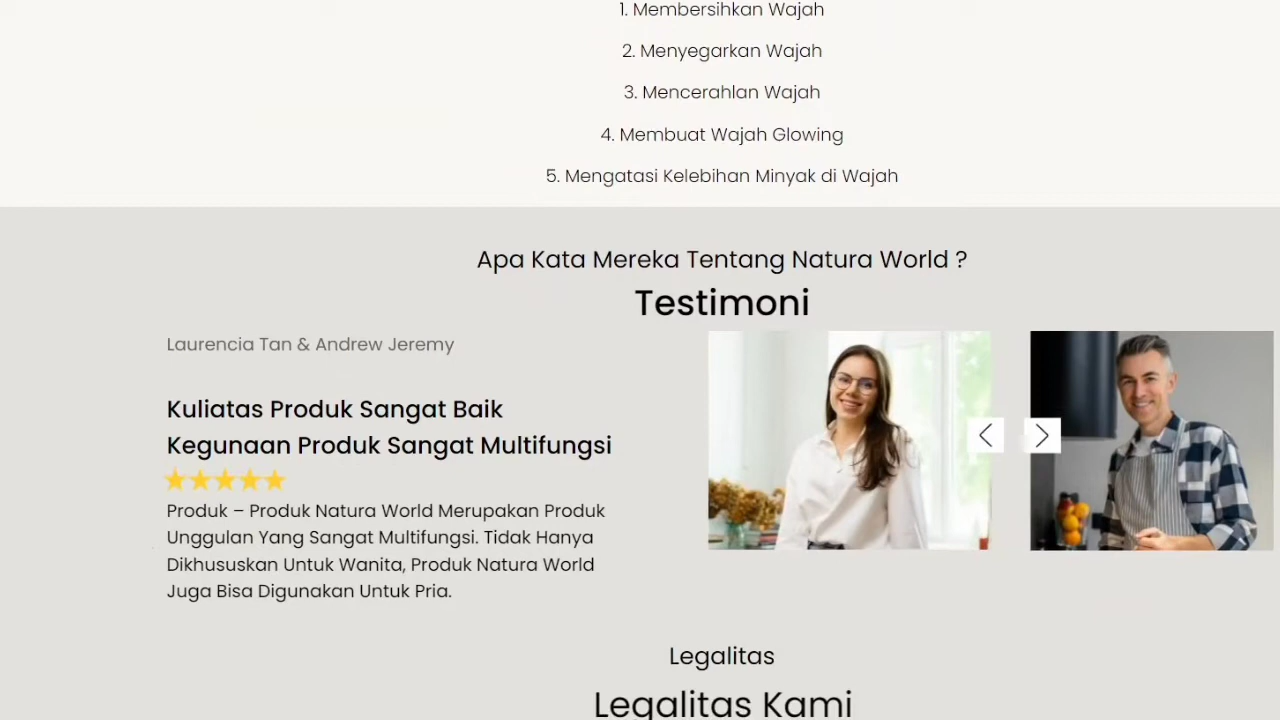 1. Membersihkan Wajah
2. Menyegarkan Wajah
3. Mencerahlan Wajah
4. Membuat Wajah Glowing
5. Mengatasi Kelebihan Minyak di Wajah
Apa Kata Mereka Tentang Natura World ?
Testimoni
Laurencia Tan & Andrew Jeremy
Kuliatas Produk Sangat Baik
Kegunaan Produk Sangat Multifungsi
Produk – Produk Natura World Merupakan Produk
Unggulan Yang Sangat Multifungsi. Tidak Hanya
Dikhususkan Untuk Wanita, Produk Natura World
Juga Bisa Digunakan Untuk Pria.
Legalitas
Legalitas Kami